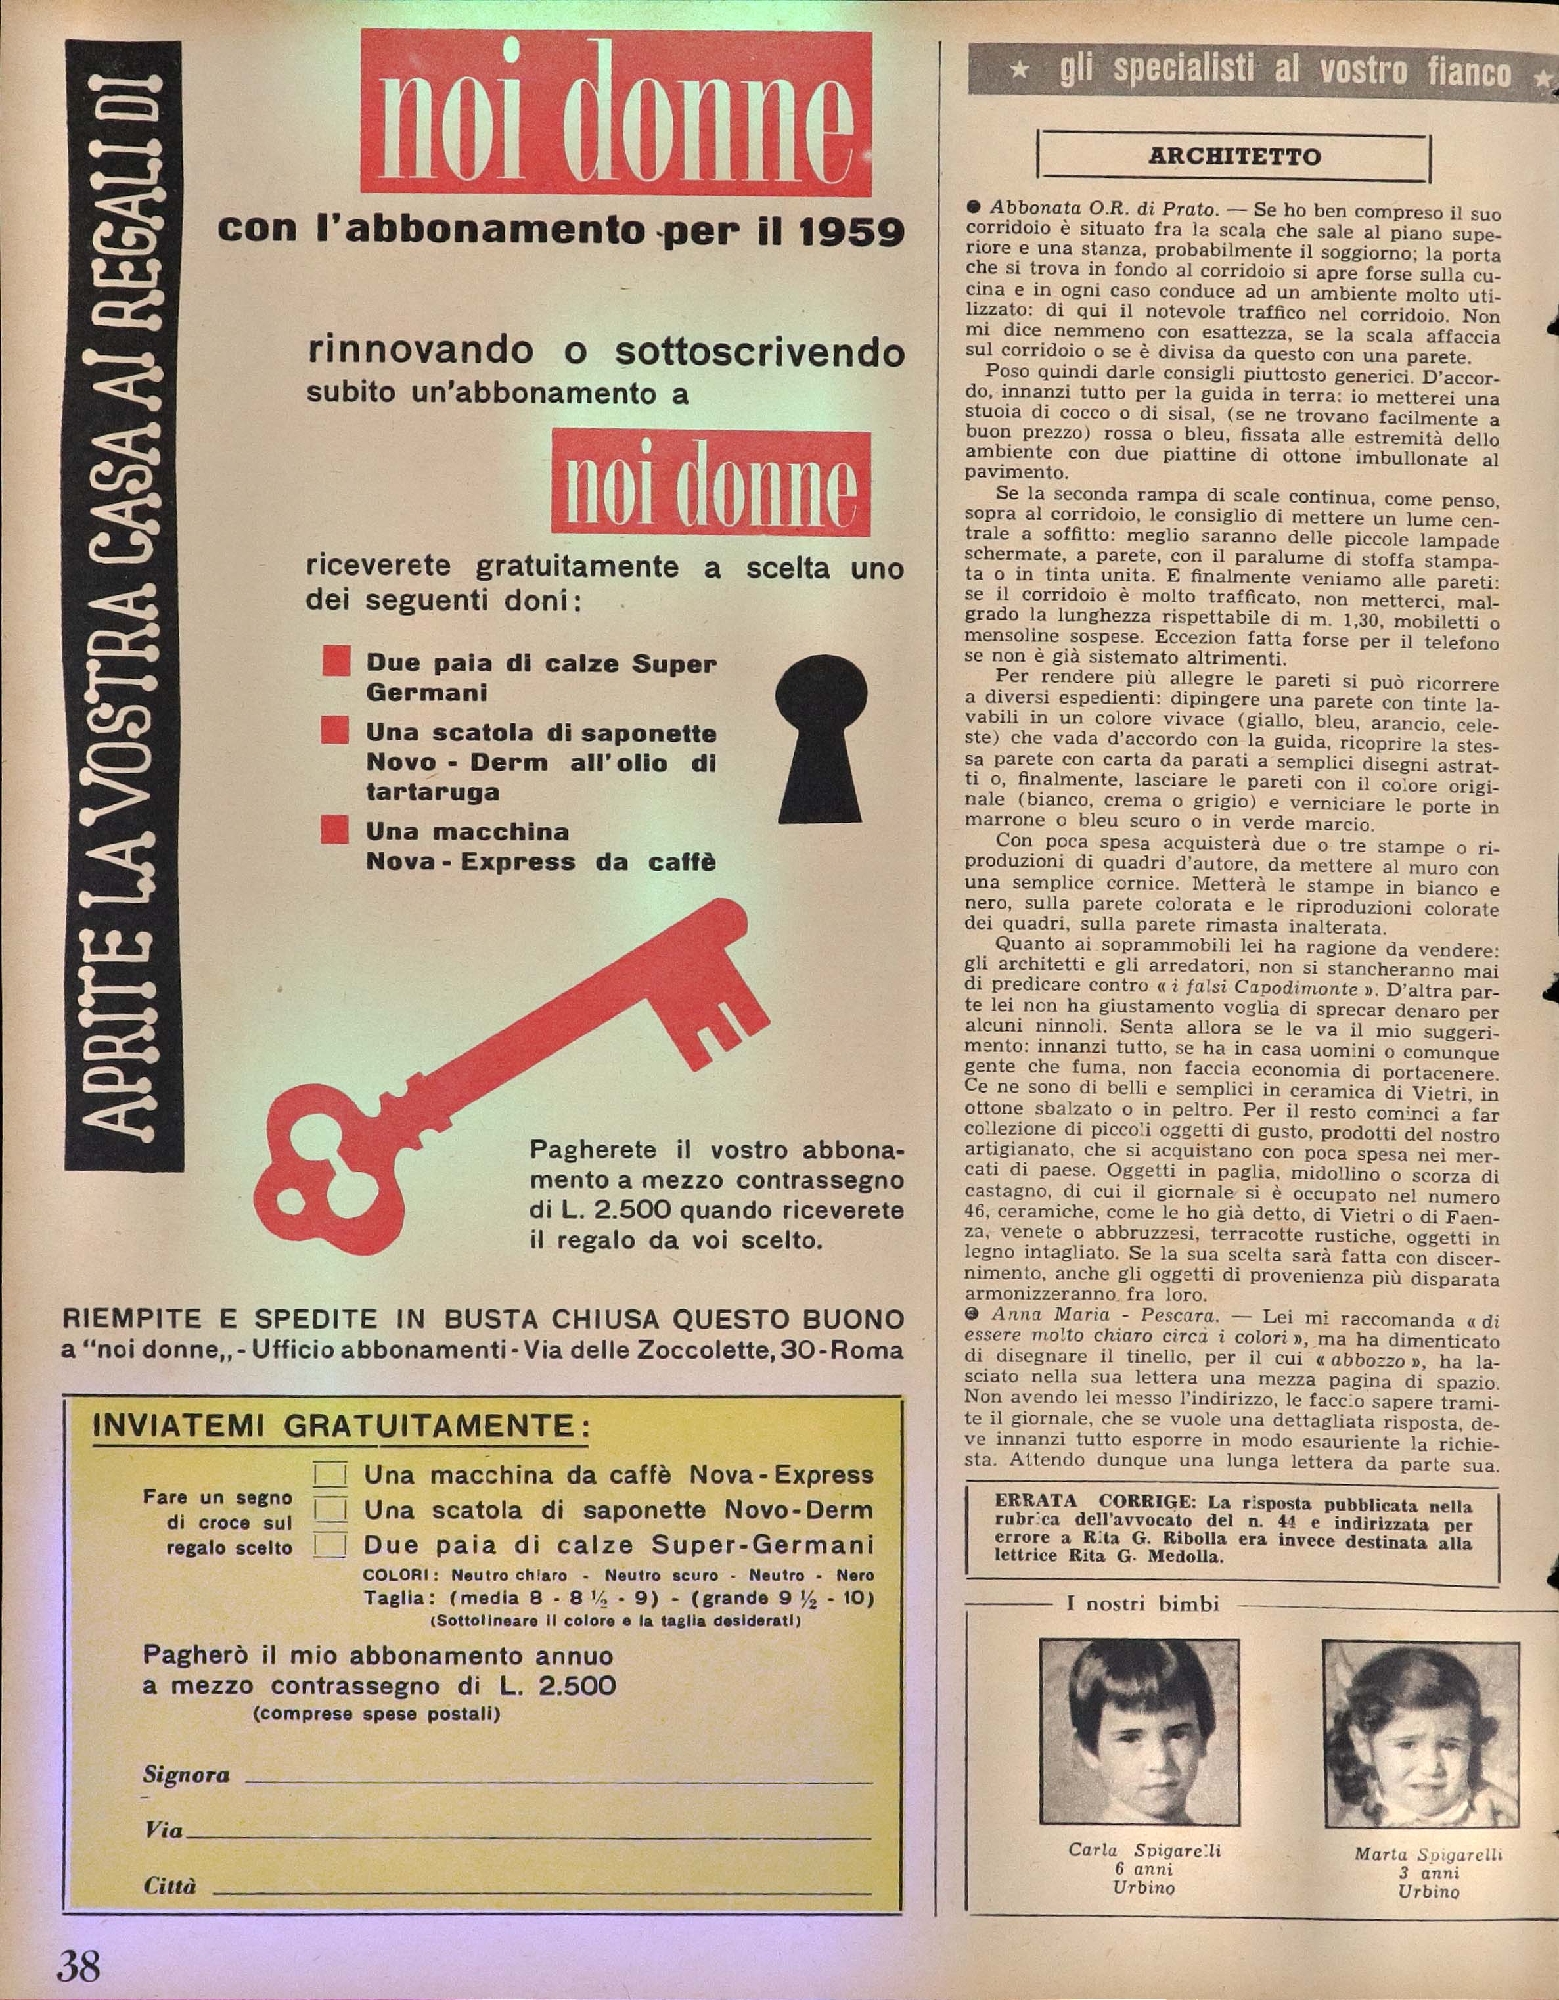 APRITE LA VOSTRA CASA AI REGALI DI
noi donne
con l'abbonamento per il 1959
rinnovando o sottoscrivendo
subito un'abbonamento a
noi donne
riceverete gratuitamente a scelta uno
dei seguenti doni:
Due paia di calze Super
Germani
Una scatola di saponette
Novo - Derm all'olio di
tartaruga
Una macchina
Nova - Express da caffè
Pagherete il vostro abbona-
mento a mezzo contrassegno
di L. 2.500 quando riceverete
il regalo da voi scelto.
RIEMPITE E SPEDITE IN BUSTA CHIUSA QUESTO BUONO
a "noi donne„ - Ufficio abbonamenti - Via delle Zoccolette, 30 - Roma
INVIATEMI GRATUITAMENTE:
Fare un segno
di croce sul
regalo scelto
Una macchina da caffè Nova - Express
Una scatola di saponette Novo - Derm
Due paia di calze Super-Germani
COLORI: Neutro chiaro - Neutro scuro - Neutro - Nero
Taglia: (media 8 - 8 ½ - 9) - (grande 9 ½ - 10)
(Sottolineare il colore e la taglia desiderati)
Pagherò il mio abbonamento annuo
a mezzo contrassegno di L. 2.500
(comprese spese postali)
Signora
Via
Città
38
★ gli specialisti al vostro fianco ★
ARCHITETTO
● Abbonata O.R. di Prato. — Se ho ben compreso il suo
corridoio è situato fra la scala che sale al piano supe-
riore e una stanza, probabilmente il soggiorno; la porta
che si trova in fondo al corridoio si apre forse sulla cu-
cina e in ogni caso conduce ad un ambiente molto uti-
lizzato: di qui il notevole traffico nel corridoio. Non
mi dice nemmeno con esattezza, se la scala affaccia
sul corridoio o se è divisa da questo con una parete.
Poso quindi darle consigli piuttosto generici. D'accor-
do, innanzi tutto per la guida in terra: io metterei una
stuoia di cocco o di sisal, (se ne trovano facilmente a
buon prezzo) rossa o bleu, fissata alle estremità dello
ambiente con due piattine di ottone imbullonate al
pavimento.
Se la seconda rampa di scale continua, come penso,
sopra al corridoio, le consiglio di mettere un lume cen-
trale a soffitto: meglio saranno delle piccole lampade
schermate, a parete, con il paralume di stoffa stampa-
ta o in tinta unita. E finalmente veniamo alle pareti:
se il corridoio è molto trafficato, non metterci, mal-
grado la lunghezza rispettabile di m. 1,30, mobiletti o
mensoline sospese. Eccezion fatta forse per il telefono
se non è già sistemato altrimenti.
Per rendere più allegre le pareti si può ricorrere
a diversi espedienti: dipingere una parete con tinte la-
vabili in un colore vivace (giallo, bleu, arancio, cele-
ste) che vada d'accordo con la guida, ricoprire la stes-
sa parete con carta da parati a semplici disegni astrat-
ti o, finalmente, lasciare le pareti con il colore origi-
nale (bianco, crema o grigio) e verniciare le porte in
marrone o bleu scuro o in verde marcio.
Con poca spesa acquisterà due o tre stampe o ri-
produzioni di quadri d'autore, da mettere al muro con
una semplice cornice. Metterà le stampe in bianco e
nero, sulla parete colorata e le riproduzioni colorate
dei quadri, sulla parete rimasta inalterata.
Quanto ai soprammobili lei ha ragione da vendere:
gli architetti e gli arredatori, non si stancheranno mai
di predicare contro « i falsi Capodimonte ». D'altra par-
te lei non ha giustamento voglia di sprecar denaro per
alcuni ninnoli. Senta allora se le va il mio suggeri-
mento: innanzi tutto, se ha in casa uomini o comunque
gente che fuma, non faccia economia di portacenere.
Ce ne sono di belli e semplici in ceramica di Vietri, in
ottone sbalzato o in peltro. Per il resto cominci a far
collezione di piccoli oggetti di gusto, prodotti del nostro
artigianato, che si acquistano con poca spesa nei mer-
cati di paese. Oggetti in paglia, midollino o scorza di
castagno, di cui il giornale si è occupato nel numero
46, ceramiche, come le ho già detto, di Vietri o di Faen-
za, venete o abbruzzesi, terracotte rustiche, oggetti in
legno intagliato. Se la sua scelta sarà fatta con discer-
nimento, anche gli oggetti di provenienza più disparata
armonizzeranno fra loro.
● Anna Maria - Pescara. — Lei mi raccomanda « di
essere molto chiaro circa i colori », ma ha dimenticato
di disegnare il tinello, per il cui « abbozzo », ha la-
sciato nella sua lettera una mezza pagina di spazio.
Non avendo lei messo l'indirizzo, le faccio sapere trami-
te il giornale, che se vuole una dettagliata risposta, de-
ve innanzi tutto esporre in modo esauriente la richie-
sta. Attendo dunque una lunga lettera da parte sua.
ERRATA CORRIGE: La risposta pubblicata nella
rubrica dell'avvocato del n. 44 e indirizzata per
errore a Rita G. Ribolla era invece destinata alla
lettrice Rita G. Medolla.
I nostri bimbi
Carla Spigarelli
6 anni
Urbino
Marta Spigarelli
3 anni
Urbino